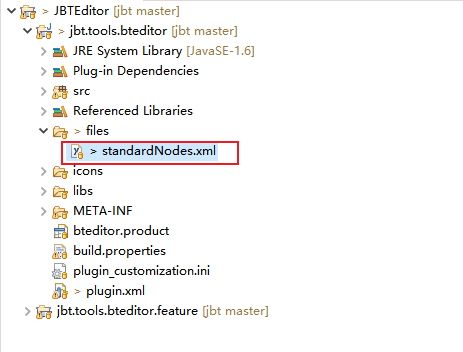 > JBTEditor [jbt master]
> jbt.tools.bteditor [jbt master]
JRE System Library [JavaSE-1.6]
Plug-in Dependencies
src
Referenced Libraries
> files
> standardNodes.xml
icons
libs
META-INF
bteditor.product
build.properties
plugin_customization.ini
> plugin.xml
> jbt.tools.bteditor.feature [jbt master]